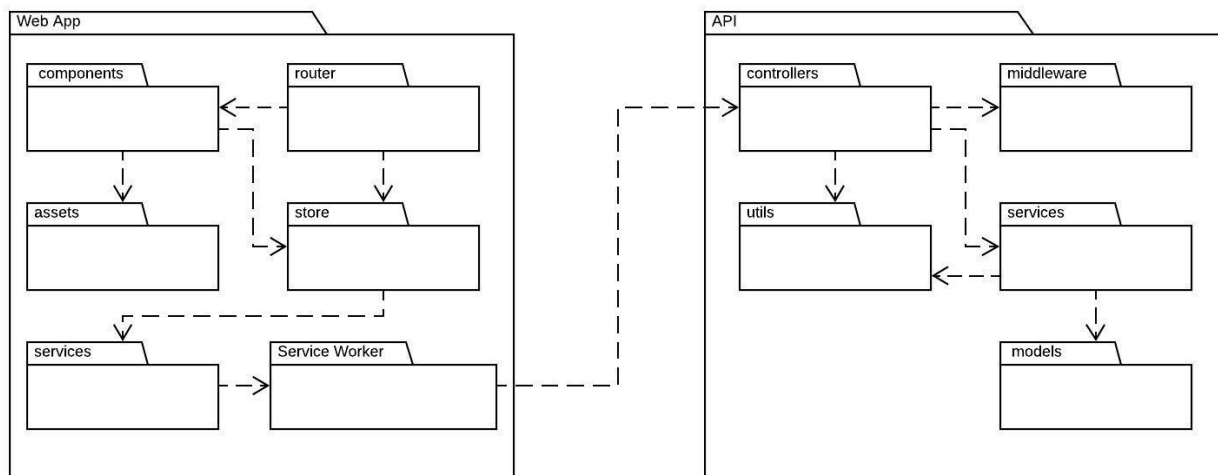 Web App
components
router
assets
store
services
Service Worker
API
controllers
middleware
utils
services
models